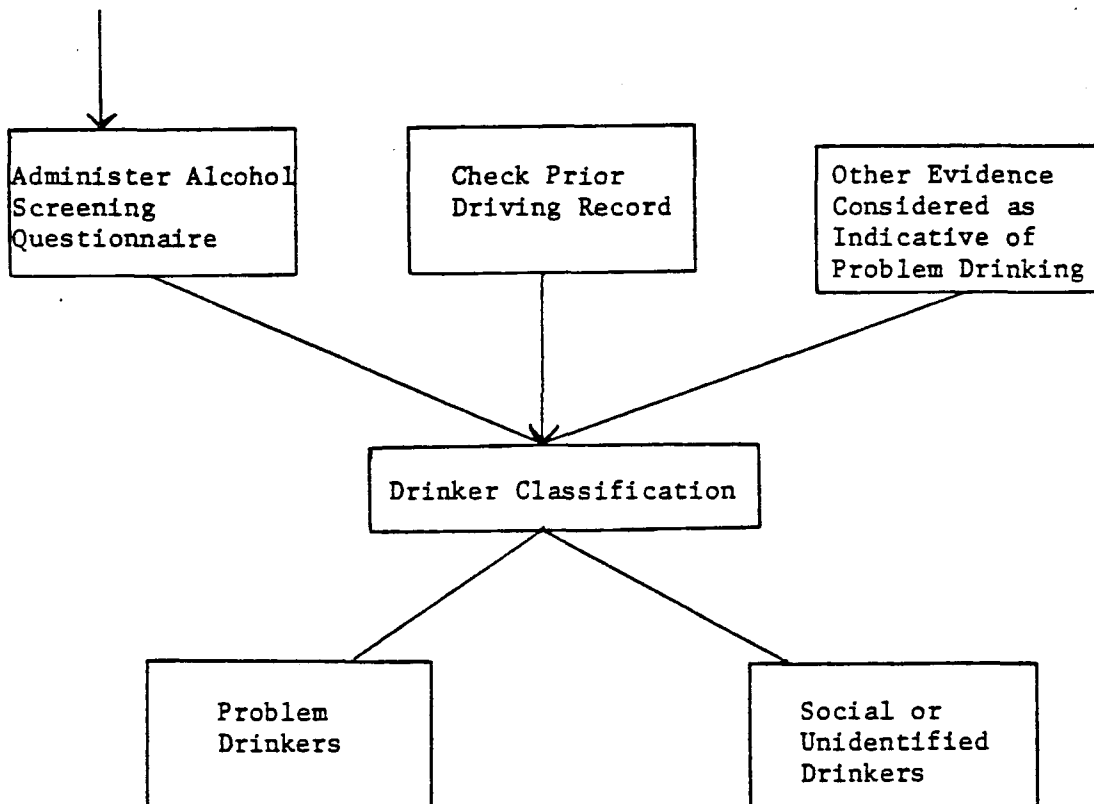 Administer Alcohol
Screening
Questionnaire
Check Prior
Driving Record
Other Evidence
Considered as
Indicative of
Problem Drinking
Drinker Classification
Problem
Drinkers
Social or
Unidentified
Drinkers